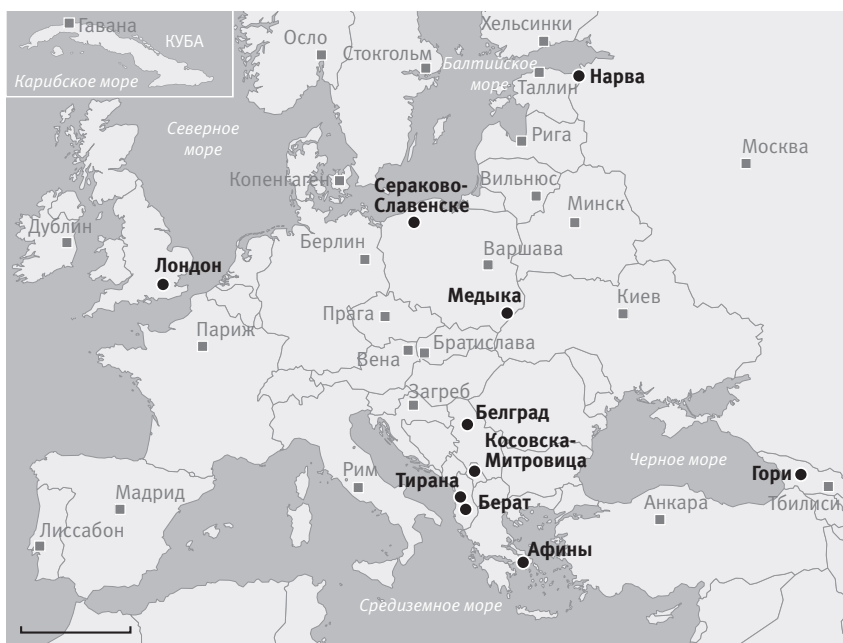 Гавана
КУБА
Карибское море
Осло
Стокгольм
Хельсинки
Балтийское
море
Таллин
Нарва
Северное
море
Рига
Москва
Копенгаген
Сераково-
Славенске
Вильнюс
Минск
Дублин
Берлин
Варшава
Лондон
Медыка
Киев
Париж
Прага
Братислава
Вена
Загреб
Белград
Косовска-
Митровица
Черное море
Гори
Рим
Тирана
Мадрид
Берат
Анкара
Тбилиси
Лиссабон
Афины
Средиземное море